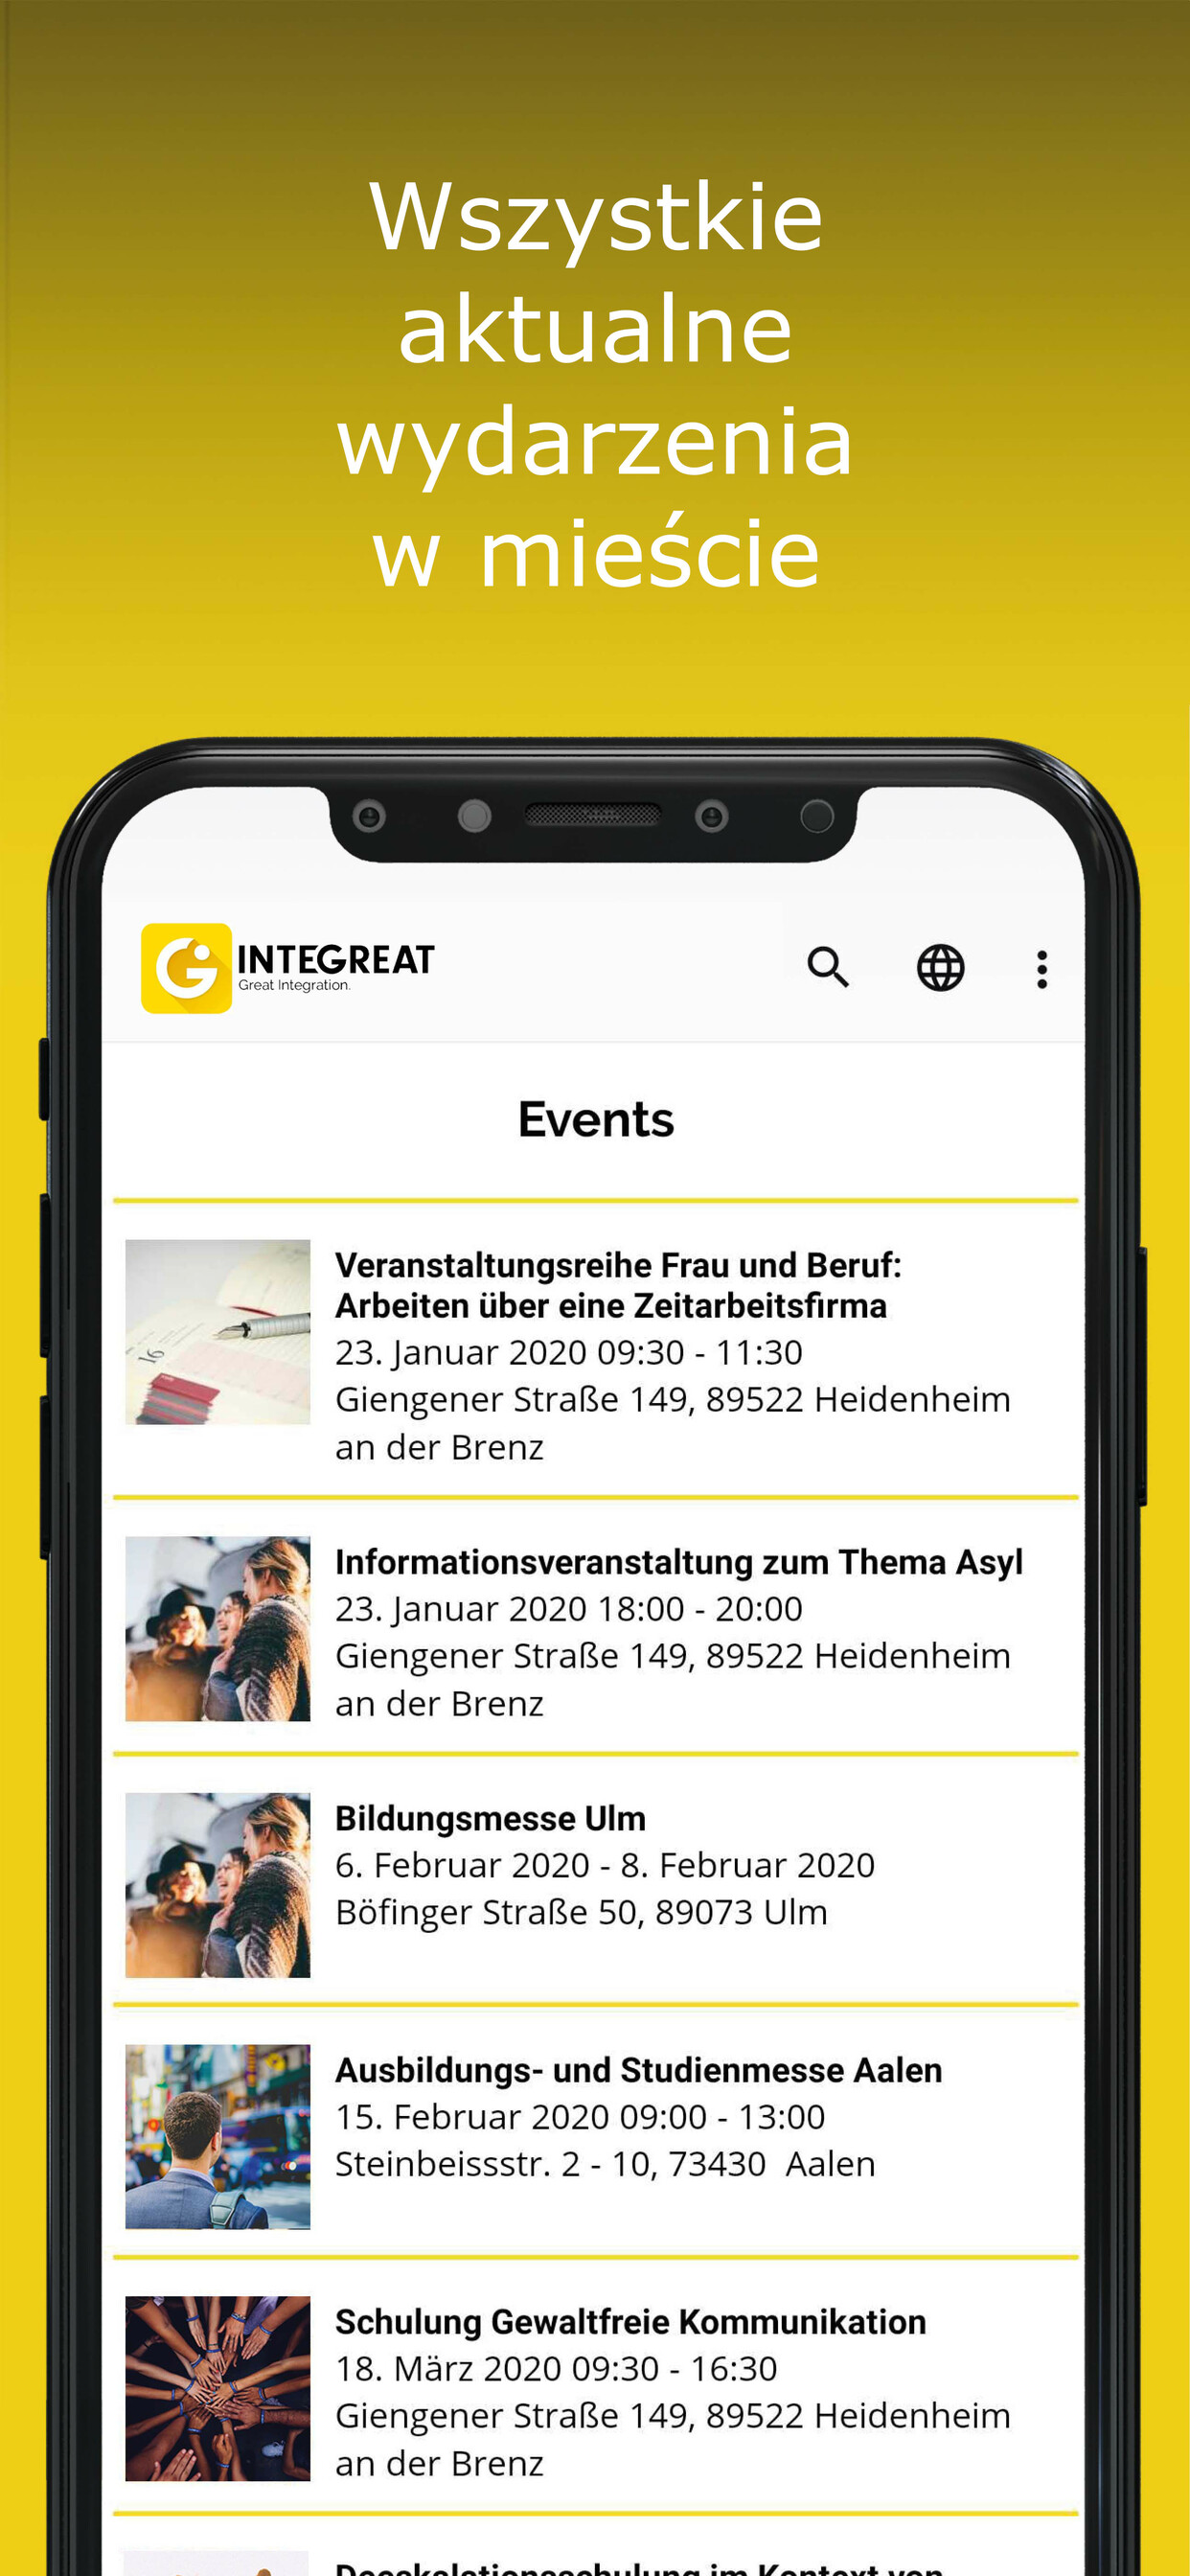 Wszystkie
aktualne
wydarzenia
w mieście
INTEGREAT
Great Integration.
Events
Veranstaltungsreihe Frau und Beruf:
Arbeiten über eine Zeitarbeitsfirma
23. Januar 2020 09:30 - 11:30
Giengener Straße 149, 89522 Heidenheim
an der Brenz
Informationsveranstaltung zum Thema Asyl
23. Januar 2020 18:00 - 20:00
Giengener Straße 149, 89522 Heidenheim
an der Brenz
Bildungsmesse Ulm
6. Februar 2020 - 8. Februar 2020
Böfinger Straße 50, 89073 Ulm
Ausbildungs- und Studienmesse Aalen
15. Februar 2020 09:00 - 13:00
Steinbeissstr. 2 - 10, 73430 Aalen
Schulung Gewaltfreie Kommunikation
18. März 2020 09:30 - 16:30
Giengener Straße 149, 89522 Heidenheim
an der Brenz
Deeskalationsschulung im Kontext von